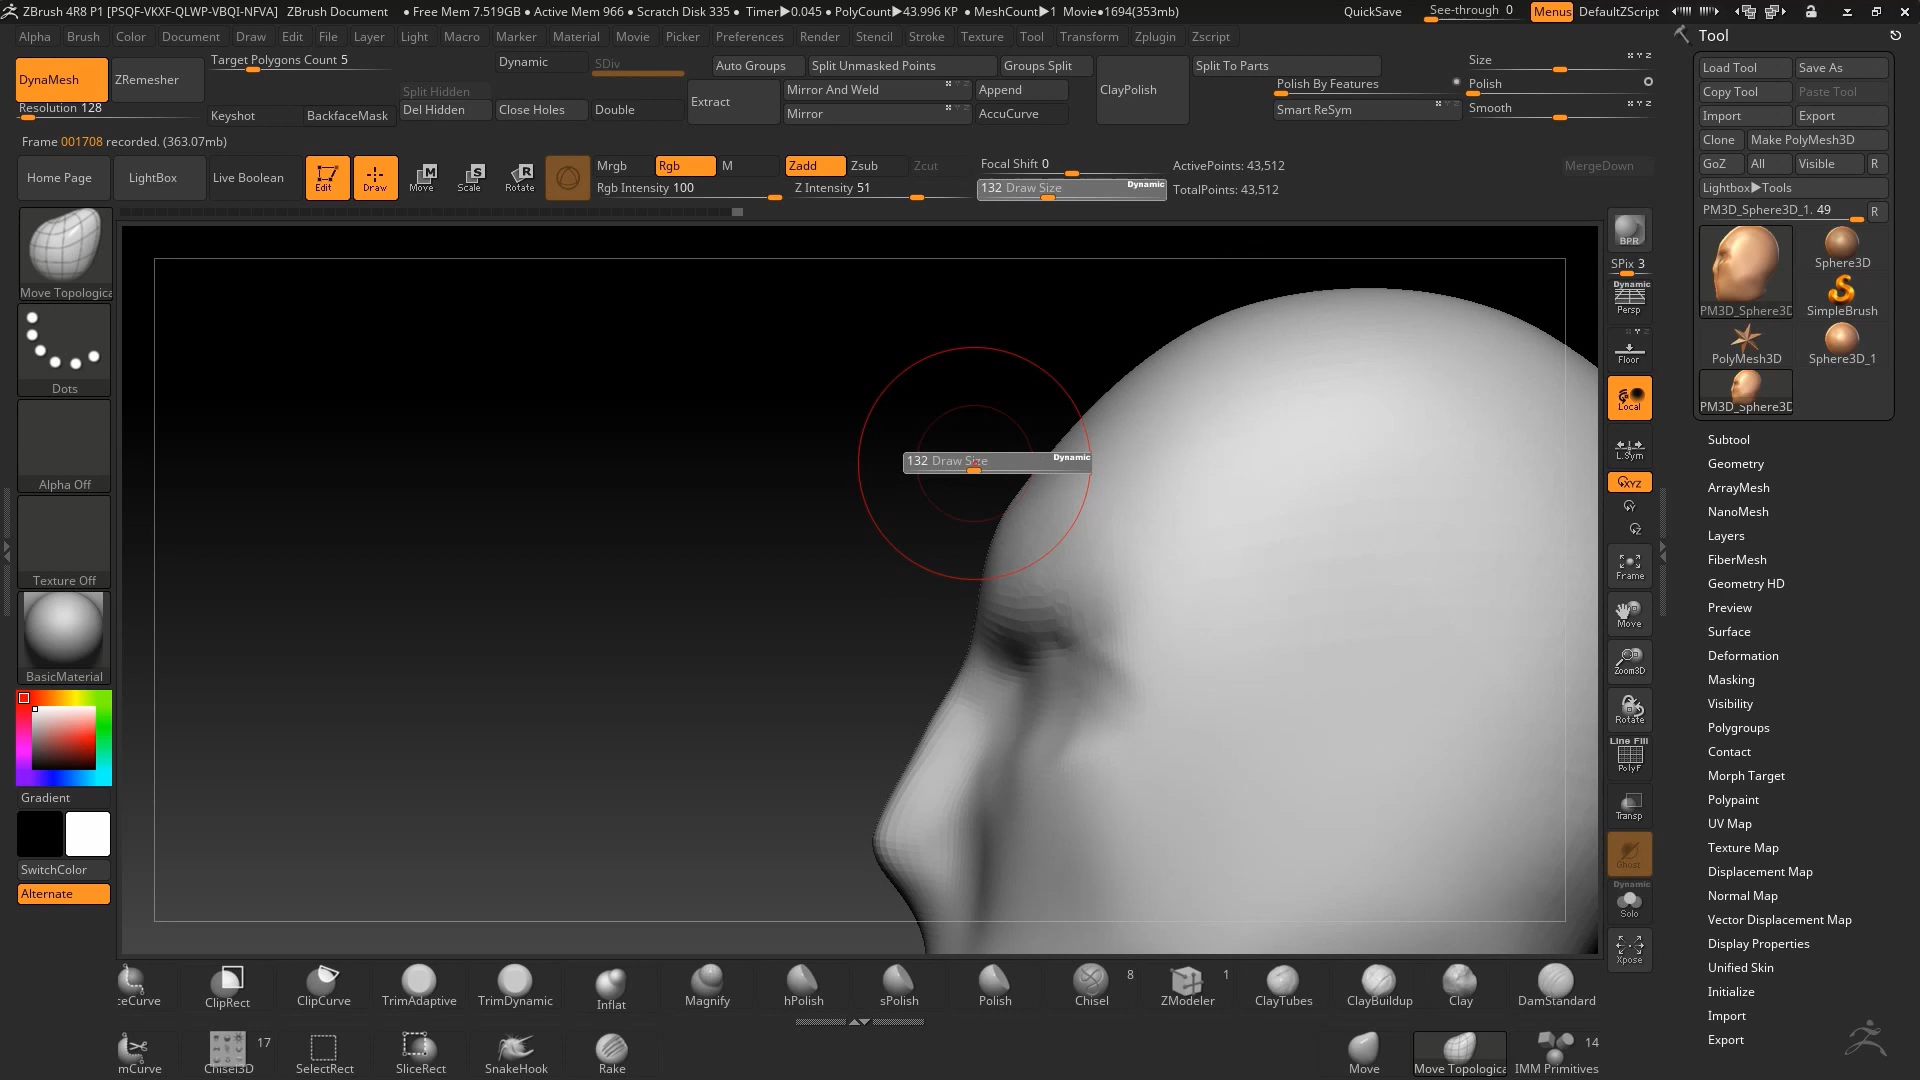 ZBrush 4R8 P1 [PSQF-VKXF-QLWP-VBQI-NFVA] ZBrush Document ● Free Mem 7.519GB ● Active Mem 966 ● Scratch Disk 335 ● Timer▶0.045 ● PolyCount▶43.996 KP ● MeshCount▶1 Movie●1694(353mb) QuickSave See-through 0 Menus DefaultZScript
Alpha Brush Color Document Draw Edit File Layer Light Macro Marker Material Movie Picker Preferences Render Stencil Stroke Texture Tool Transform Zplugin Zscript
Tool
DynaMesh
Resolution 128
ZRemesher
Target Polygons Count 5
Keyshot
BackfaceMask
Split Hidden
Del Hidden
Dynamic
Close Holes
SDiv
Double
Extract
Auto Groups
Split Unmasked Points
Groups Split
Mirror And Weld
Mirror
Append
AccuCurve
ClayPolish
Split To Parts
Polish By Features
Smart ReSym
Size
Polish
Smooth
Frame 001708 recorded. (363.07mb)
Home Page
LightBox
Live Boolean
Edit
Draw
Move
Scale
Rotate
Mrgb Rgb M
Rgb Intensity 100
Zadd Zsub Zcut
Z Intensity 51
Focal Shift 0
132 Draw Size Dynamic
ActivePoints: 43,512
TotalPoints: 43,512
MergeDown
Load Tool Save As
Copy Tool Paste Tool
Import Export
Clone Make PolyMesh3D
GoZ All Visible R
Lightbox▶Tools
PM3D_Sphere3D_1. 49 R
PM3D_Sphere3D
Sphere3D
SimpleBrush
PolyMesh3D
Sphere3D_1
PM3D_Sphere3D
Subtool
Geometry
ArrayMesh
NanoMesh
Layers
FiberMesh
Geometry HD
Preview
Surface
Deformation
Masking
Visibility
Polygroups
Contact
Morph Target
Polypaint
UV Map
Texture Map
Displacement Map
Normal Map
Vector Displacement Map
Display Properties
Unified Skin
Initialize
Import
Export
Move Topologica
Dots
Alpha Off
Texture Off
BasicMaterial
Gradient
SwitchColor
Alternate
132 Draw Size Dynamic
BPR
SPix 3
Dynamic
Persp
Floor
Local
L.Sym
XYZ
Y
Z
Frame
Move
Zoom3D
Rotate
Line Fill
PolyF
Transp
Ghost
Dynamic
Solo
Xpose
ceCurve ClipRect ClipCurve TrimAdaptive TrimDynamic Inflat Magnify hPolish sPolish Polish Chisel 8 ZModeler 1 ClayTubes ClayBuildup Clay DamStandard
mCurve Chisel3D 17 SelectRect SliceRect SnakeHook Rake Move Move Topologica IMM Primitives 14